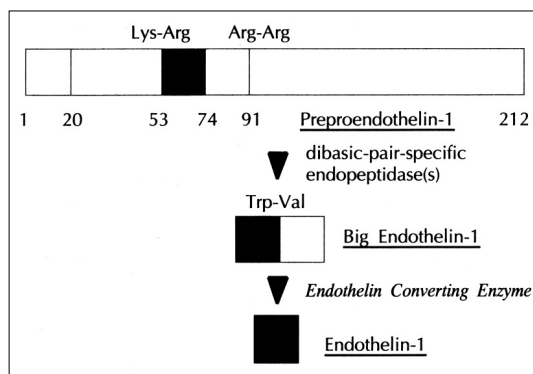 Lys-Arg Arg-Arg
1 20 53 74 91 Preproendothelin-1 212
dibasic-pair-specific
endopeptidase(s)
Trp-Val
Big Endothelin-1
Endothelin Converting Enzyme
Endothelin-1